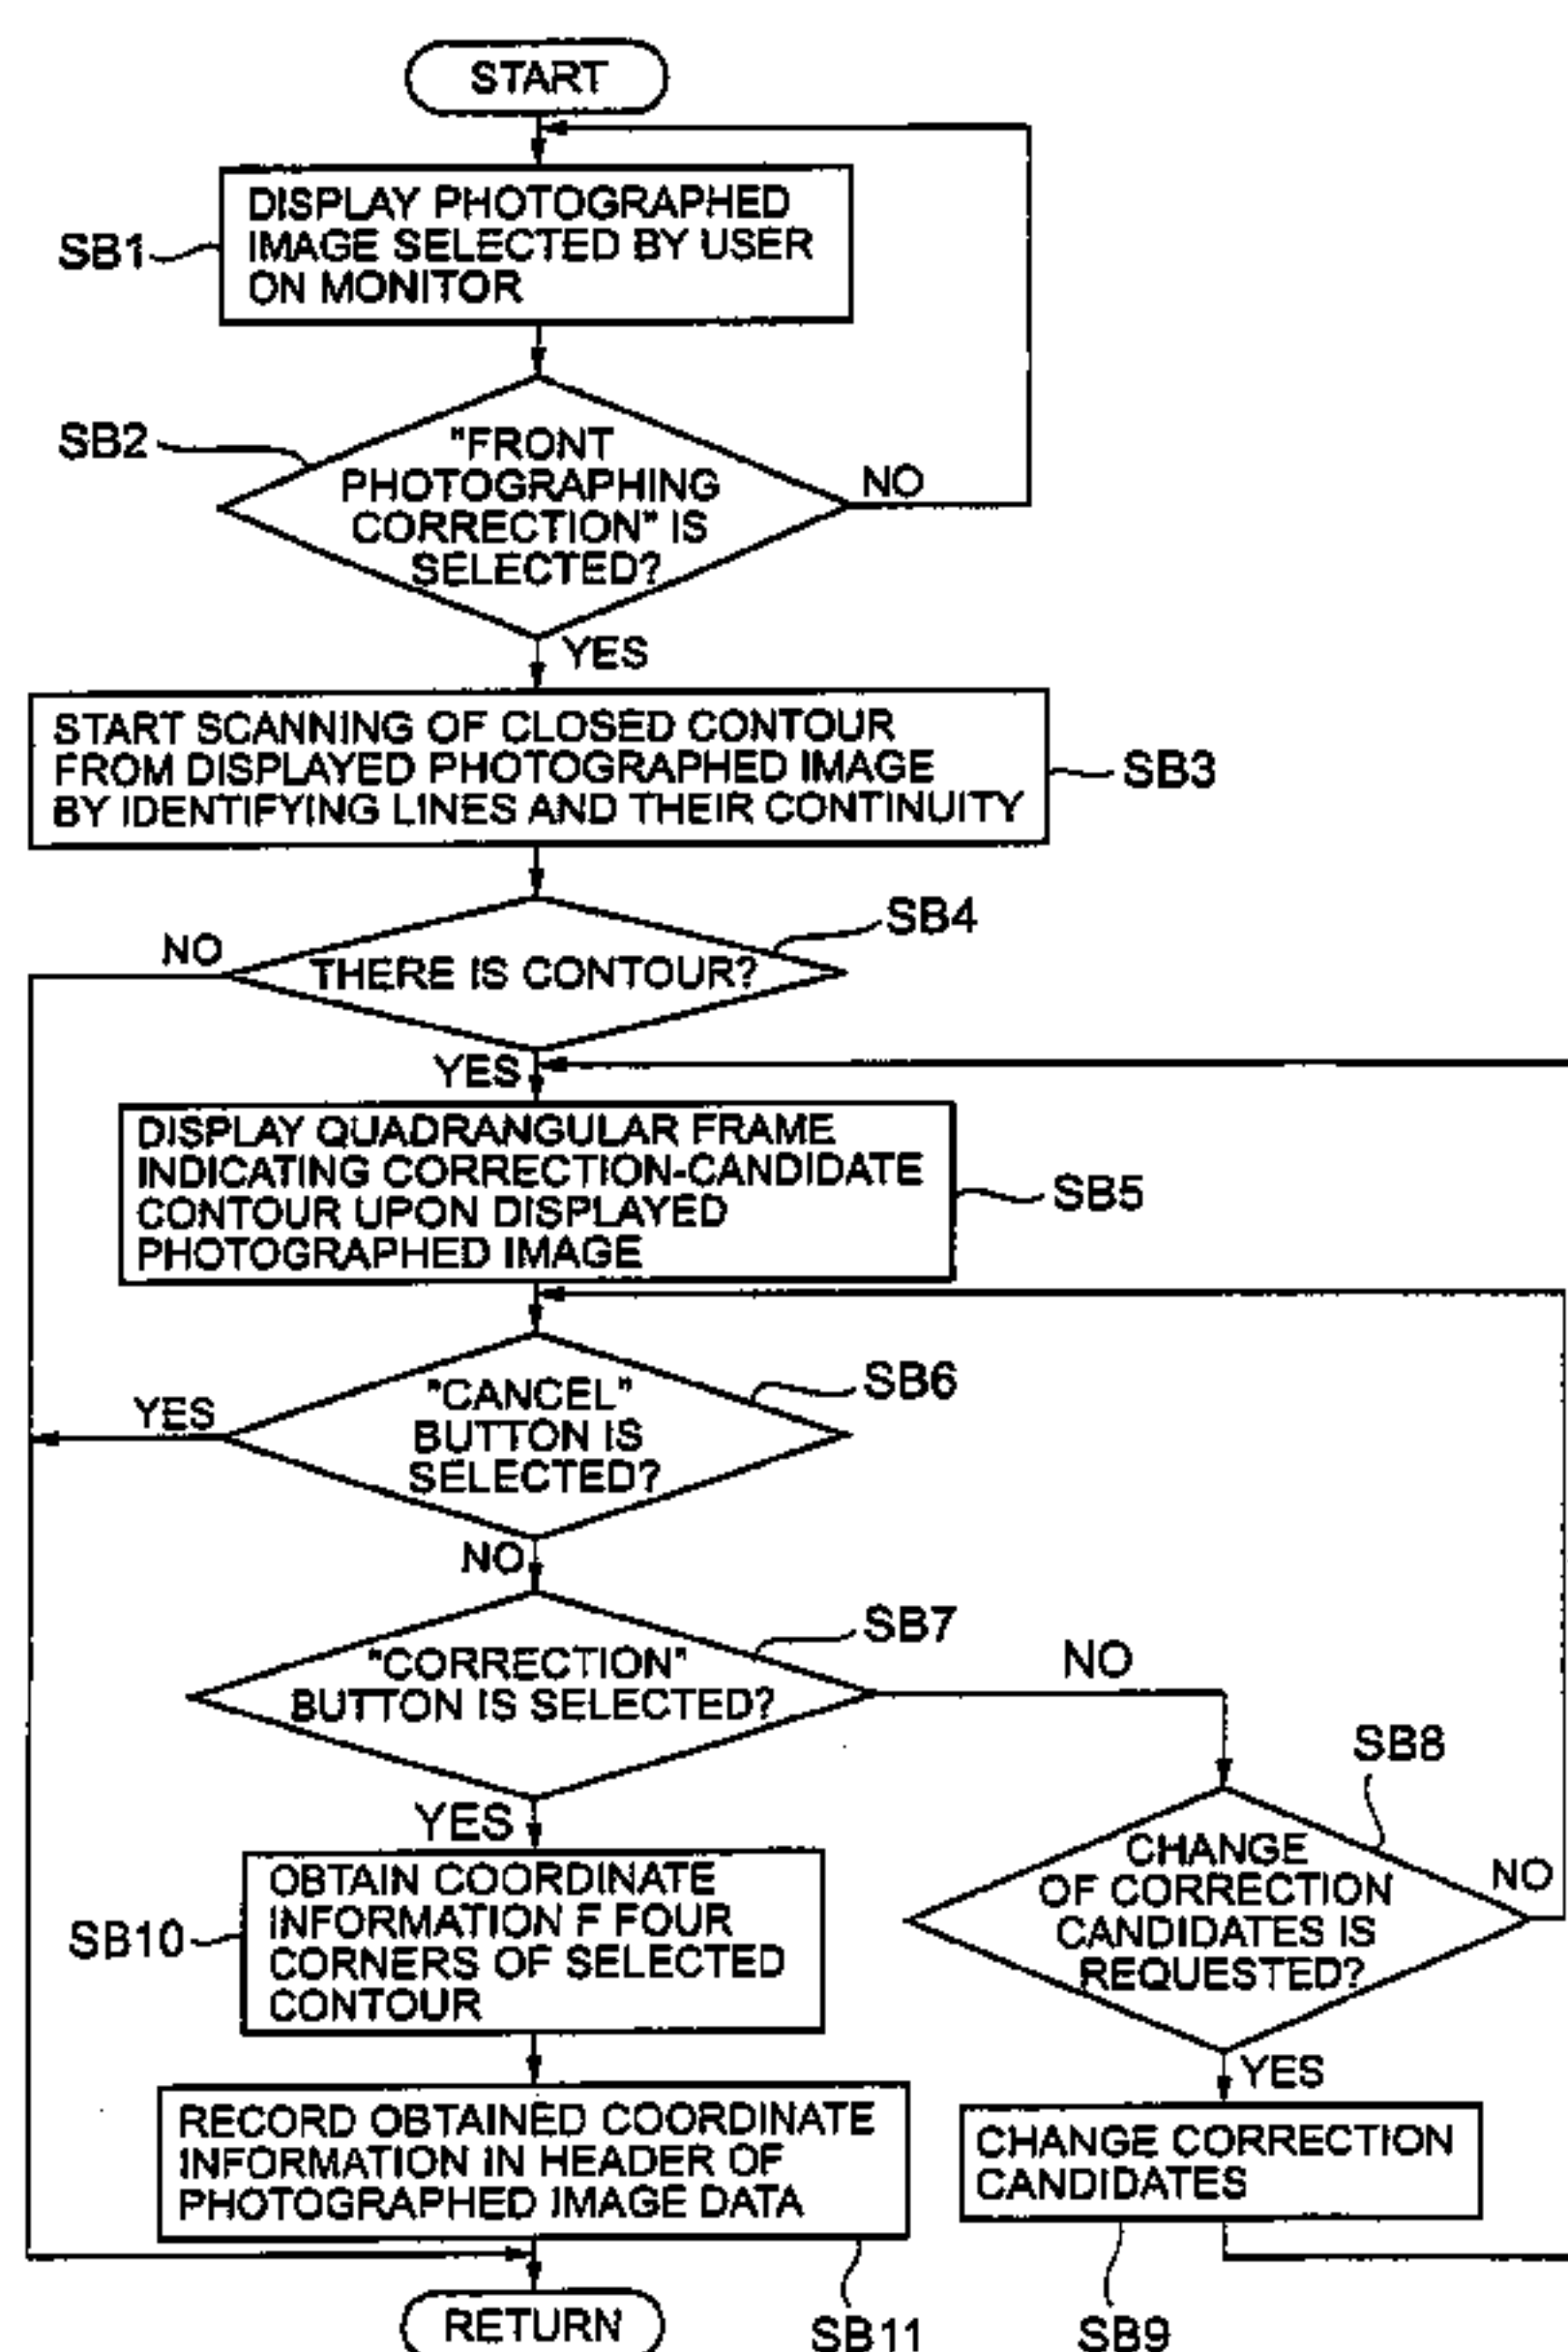 START
DISPLAY PHOTOGRAPHED
IMAGE SELECTED BY USER
ON MONITOR
SB1
SB2
"FRONT
PHOTOGRAPHING
CORRECTION" IS
SELECTED?
NO
YES
START SCANNING OF CLOSED CONTOUR
FROM DISPLAYED PHOTOGRAPHED IMAGE
BY IDENTIFYING LINES AND THEIR CONTINUITY
SB3
SB4
NO
THERE IS CONTOUR?
YES
DISPLAY QUADRANGULAR FRAME
INDICATING CORRECTION-CANDIDATE
CONTOUR UPON DISPLAYED
PHOTOGRAPHED IMAGE
SB5
SB6
YES
"CANCEL"
BUTTON IS
SELECTED?
NO
SB7
"CORRECTION"
BUTTON IS SELECTED?
NO
SB8
YES
CHANGE
OF CORRECTION
CANDIDATES IS
REQUESTED?
NO
SB10
OBTAIN COORDINATE
INFORMATION F FOUR
CORNERS OF SELECTED
CONTOUR
YES
RECORD OBTAINED COORDINATE
INFORMATION IN HEADER OF
PHOTOGRAPHED IMAGE DATA
CHANGE CORRECTION
CANDIDATES
RETURN
SB11
SB9